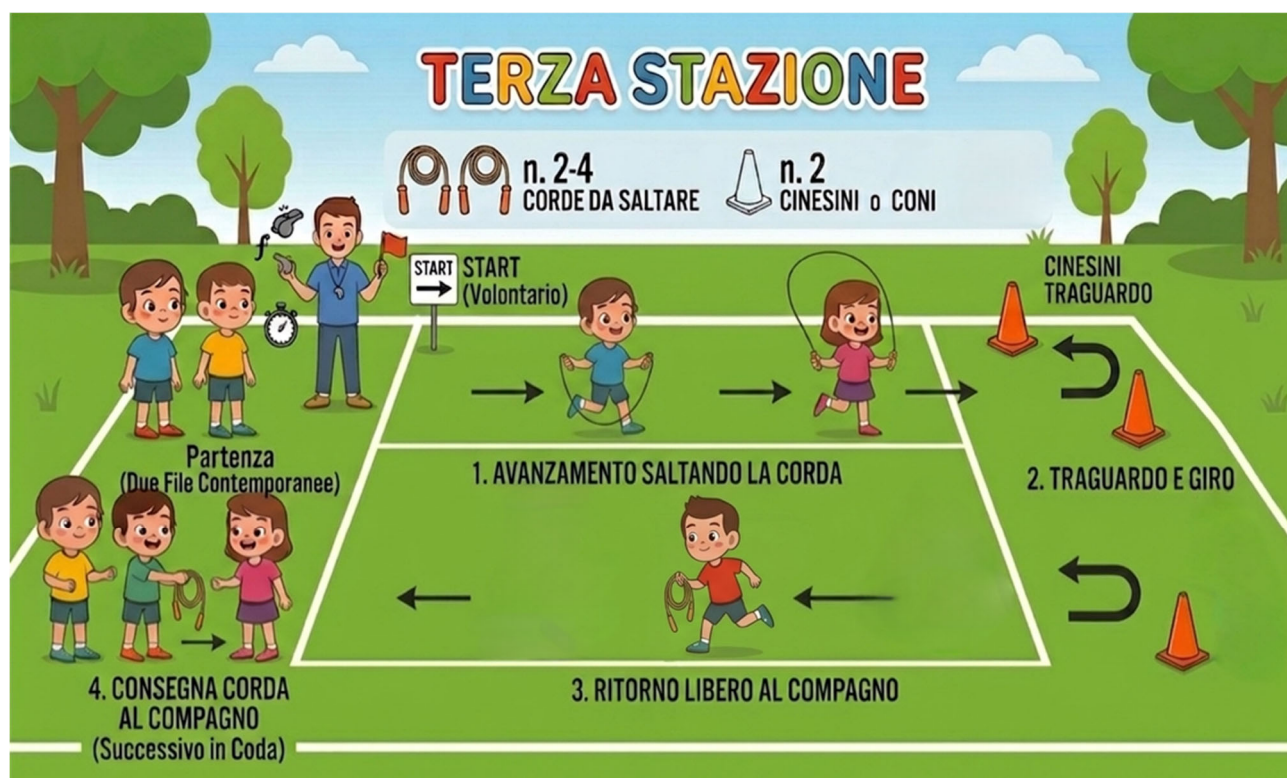 TERZA STAZIONE
n. 2-4
CORDE DA SALTARE
n. 2
CINESINI o CONI
START
START
(Volontario)
CINESINI
TRAGUARDO
Partenza
(Due File Contemporanee)
1. AVANZAMENTO SALTANDO LA CORDA
2. TRAGUARDO E GIRO
3. RITORNO LIBERO AL COMPAGNO
4. CONSEGNA CORDA
AL COMPAGNO
(Successivo in Coda)